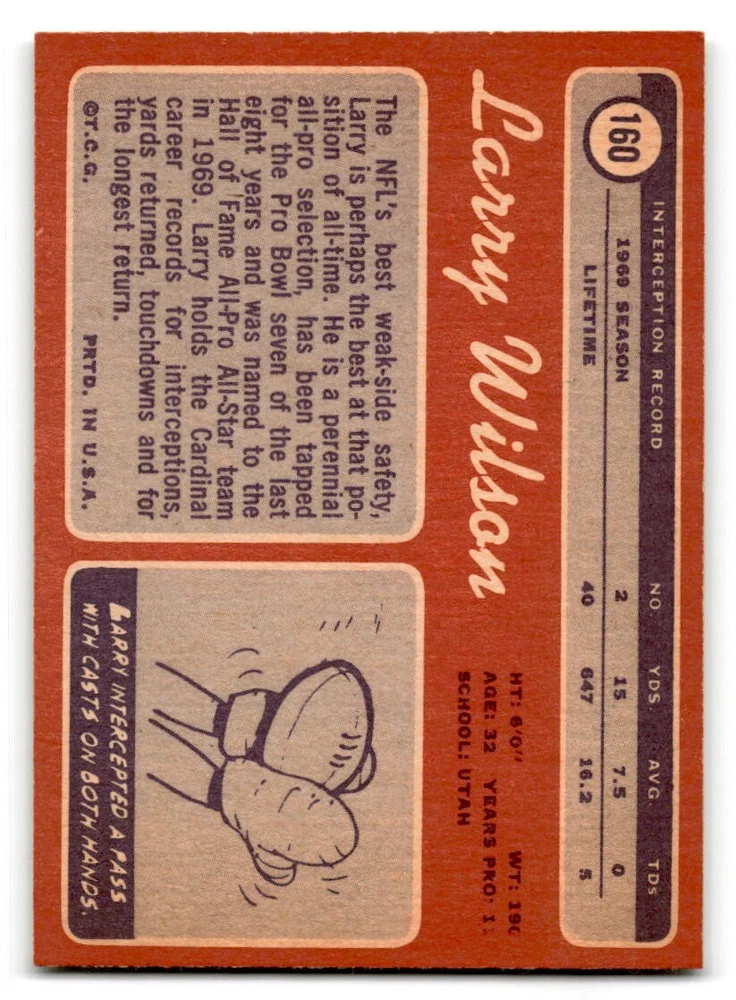 160
INTERCEPTION RECORD NO YDS AVG. TDS
1969 SEASON 2 15 7.5 0
LIFETIME 40 647 16.2 5
Larry Wilson
HT: 6'0" WT: 190
AGE: 32 YEARS PRO:
SCHOOL: UTAH
The NFL's best weak-side safety,
Larry is perhaps the best at that po-
sition of all-time. He is a perennial
all-pro selection, has been tapped
for the Pro Bowl seven of the last
eight years and was named to the
Hall of Fame All-Pro All-Star team
in 1969. Larry holds the Cardinal
career records for interceptions,
yards returned, touchdowns and for
the longest return.
©T.C.G. PRTD. IN U.S.A.
LARRY INTERCEPTED A PASS
WITH CASTS ON BOTH HANDS.